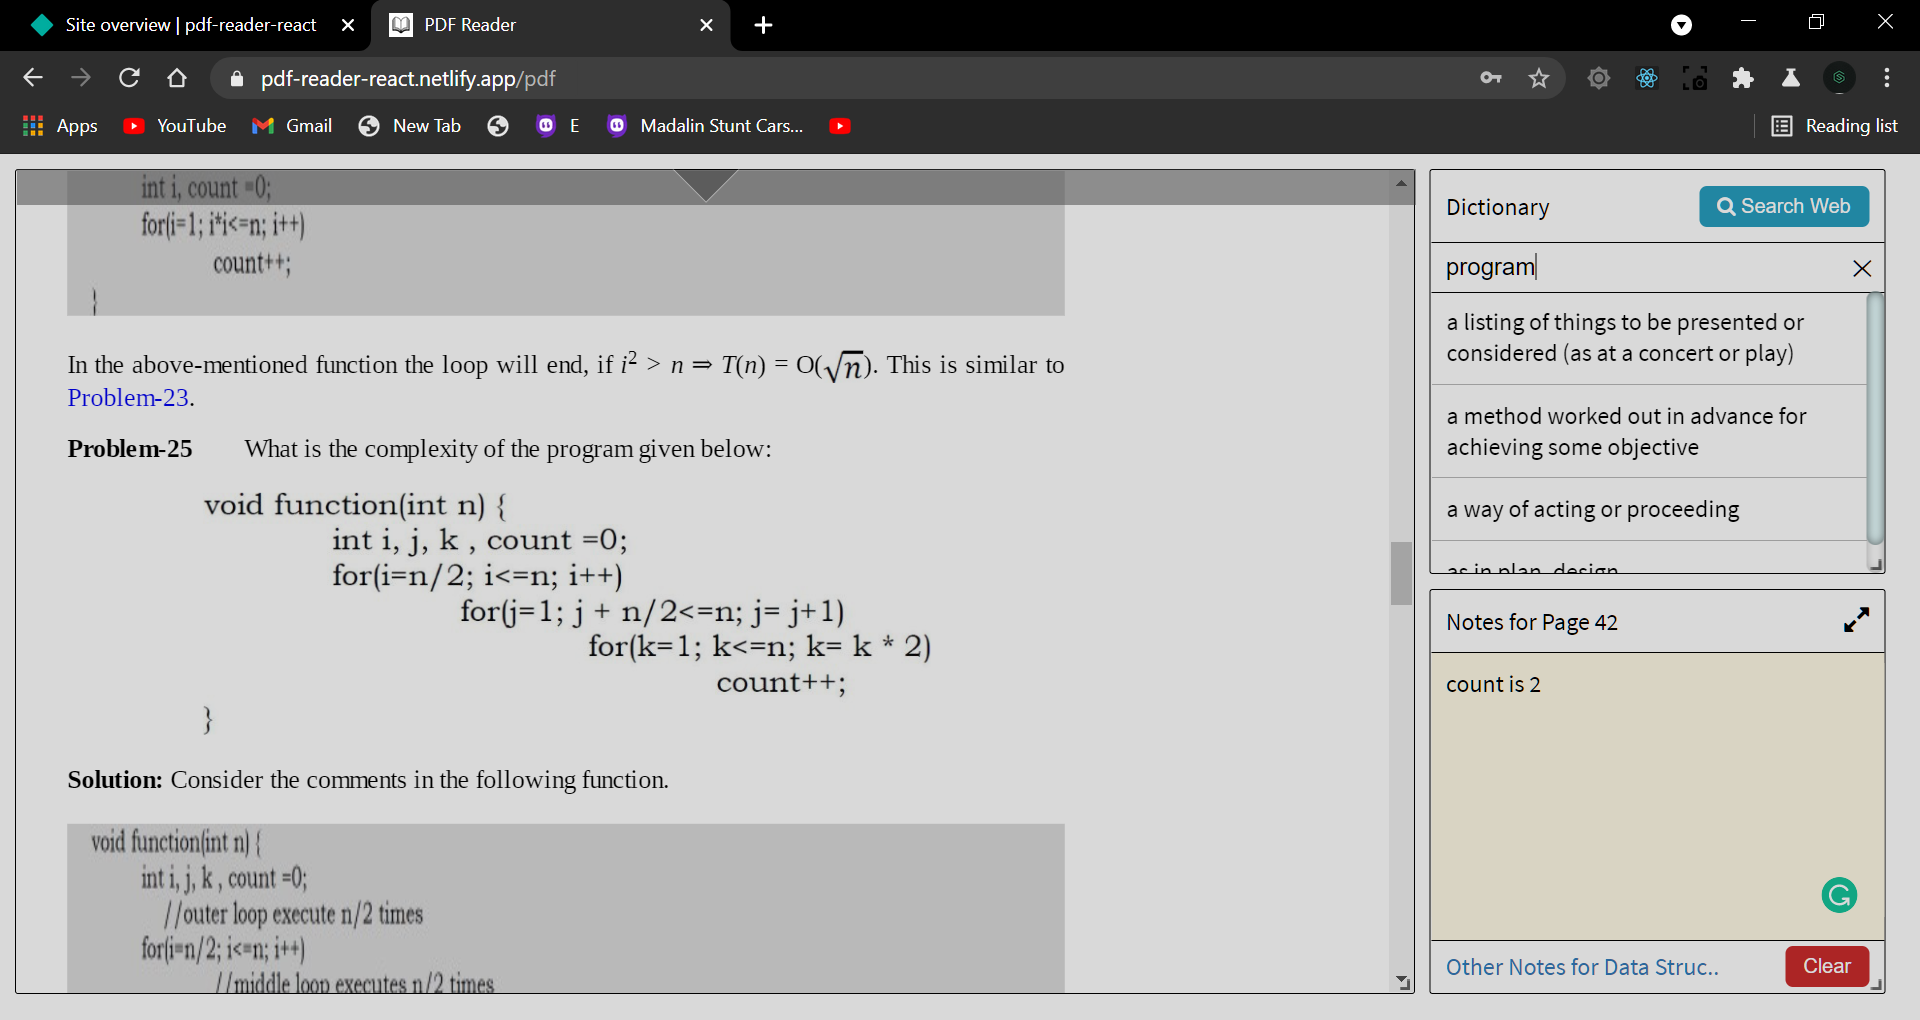 Site overview | pdf-reader-react
PDF Reader
pdf-reader-react.netlify.app/pdf
Apps
YouTube
Gmail
New Tab
E
Madalin Stunt Cars...
Reading list
int i, count =0;
for(i=1; i*i<=n; i++)
count++;
}
In the above-mentioned function the loop will end, if i² > n ⇒ T(n) = O(√n). This is similar to
Problem-23.
Problem-25 What is the complexity of the program given below:
void function(int n) {
int i, j, k , count =0;
for(i=n/2; i<=n; i++)
for(j=1; j + n/2<=n; j= j+1)
for(k=1; k<=n; k= k * 2)
count++;
}
Solution: Consider the comments in the following function.
void function(int n) {
int i, j, k , count =0;
//outer loop execute n/2 times
for(i=n/2; i<=n; i++)
//middle loop executes n/2 times
Dictionary
Search Web
program
a listing of things to be presented or
considered (as at a concert or play)
a method worked out in advance for
achieving some objective
a way of acting or proceeding
as in plan, design
Notes for Page 42
count is 2
Other Notes for Data Struc..
Clear